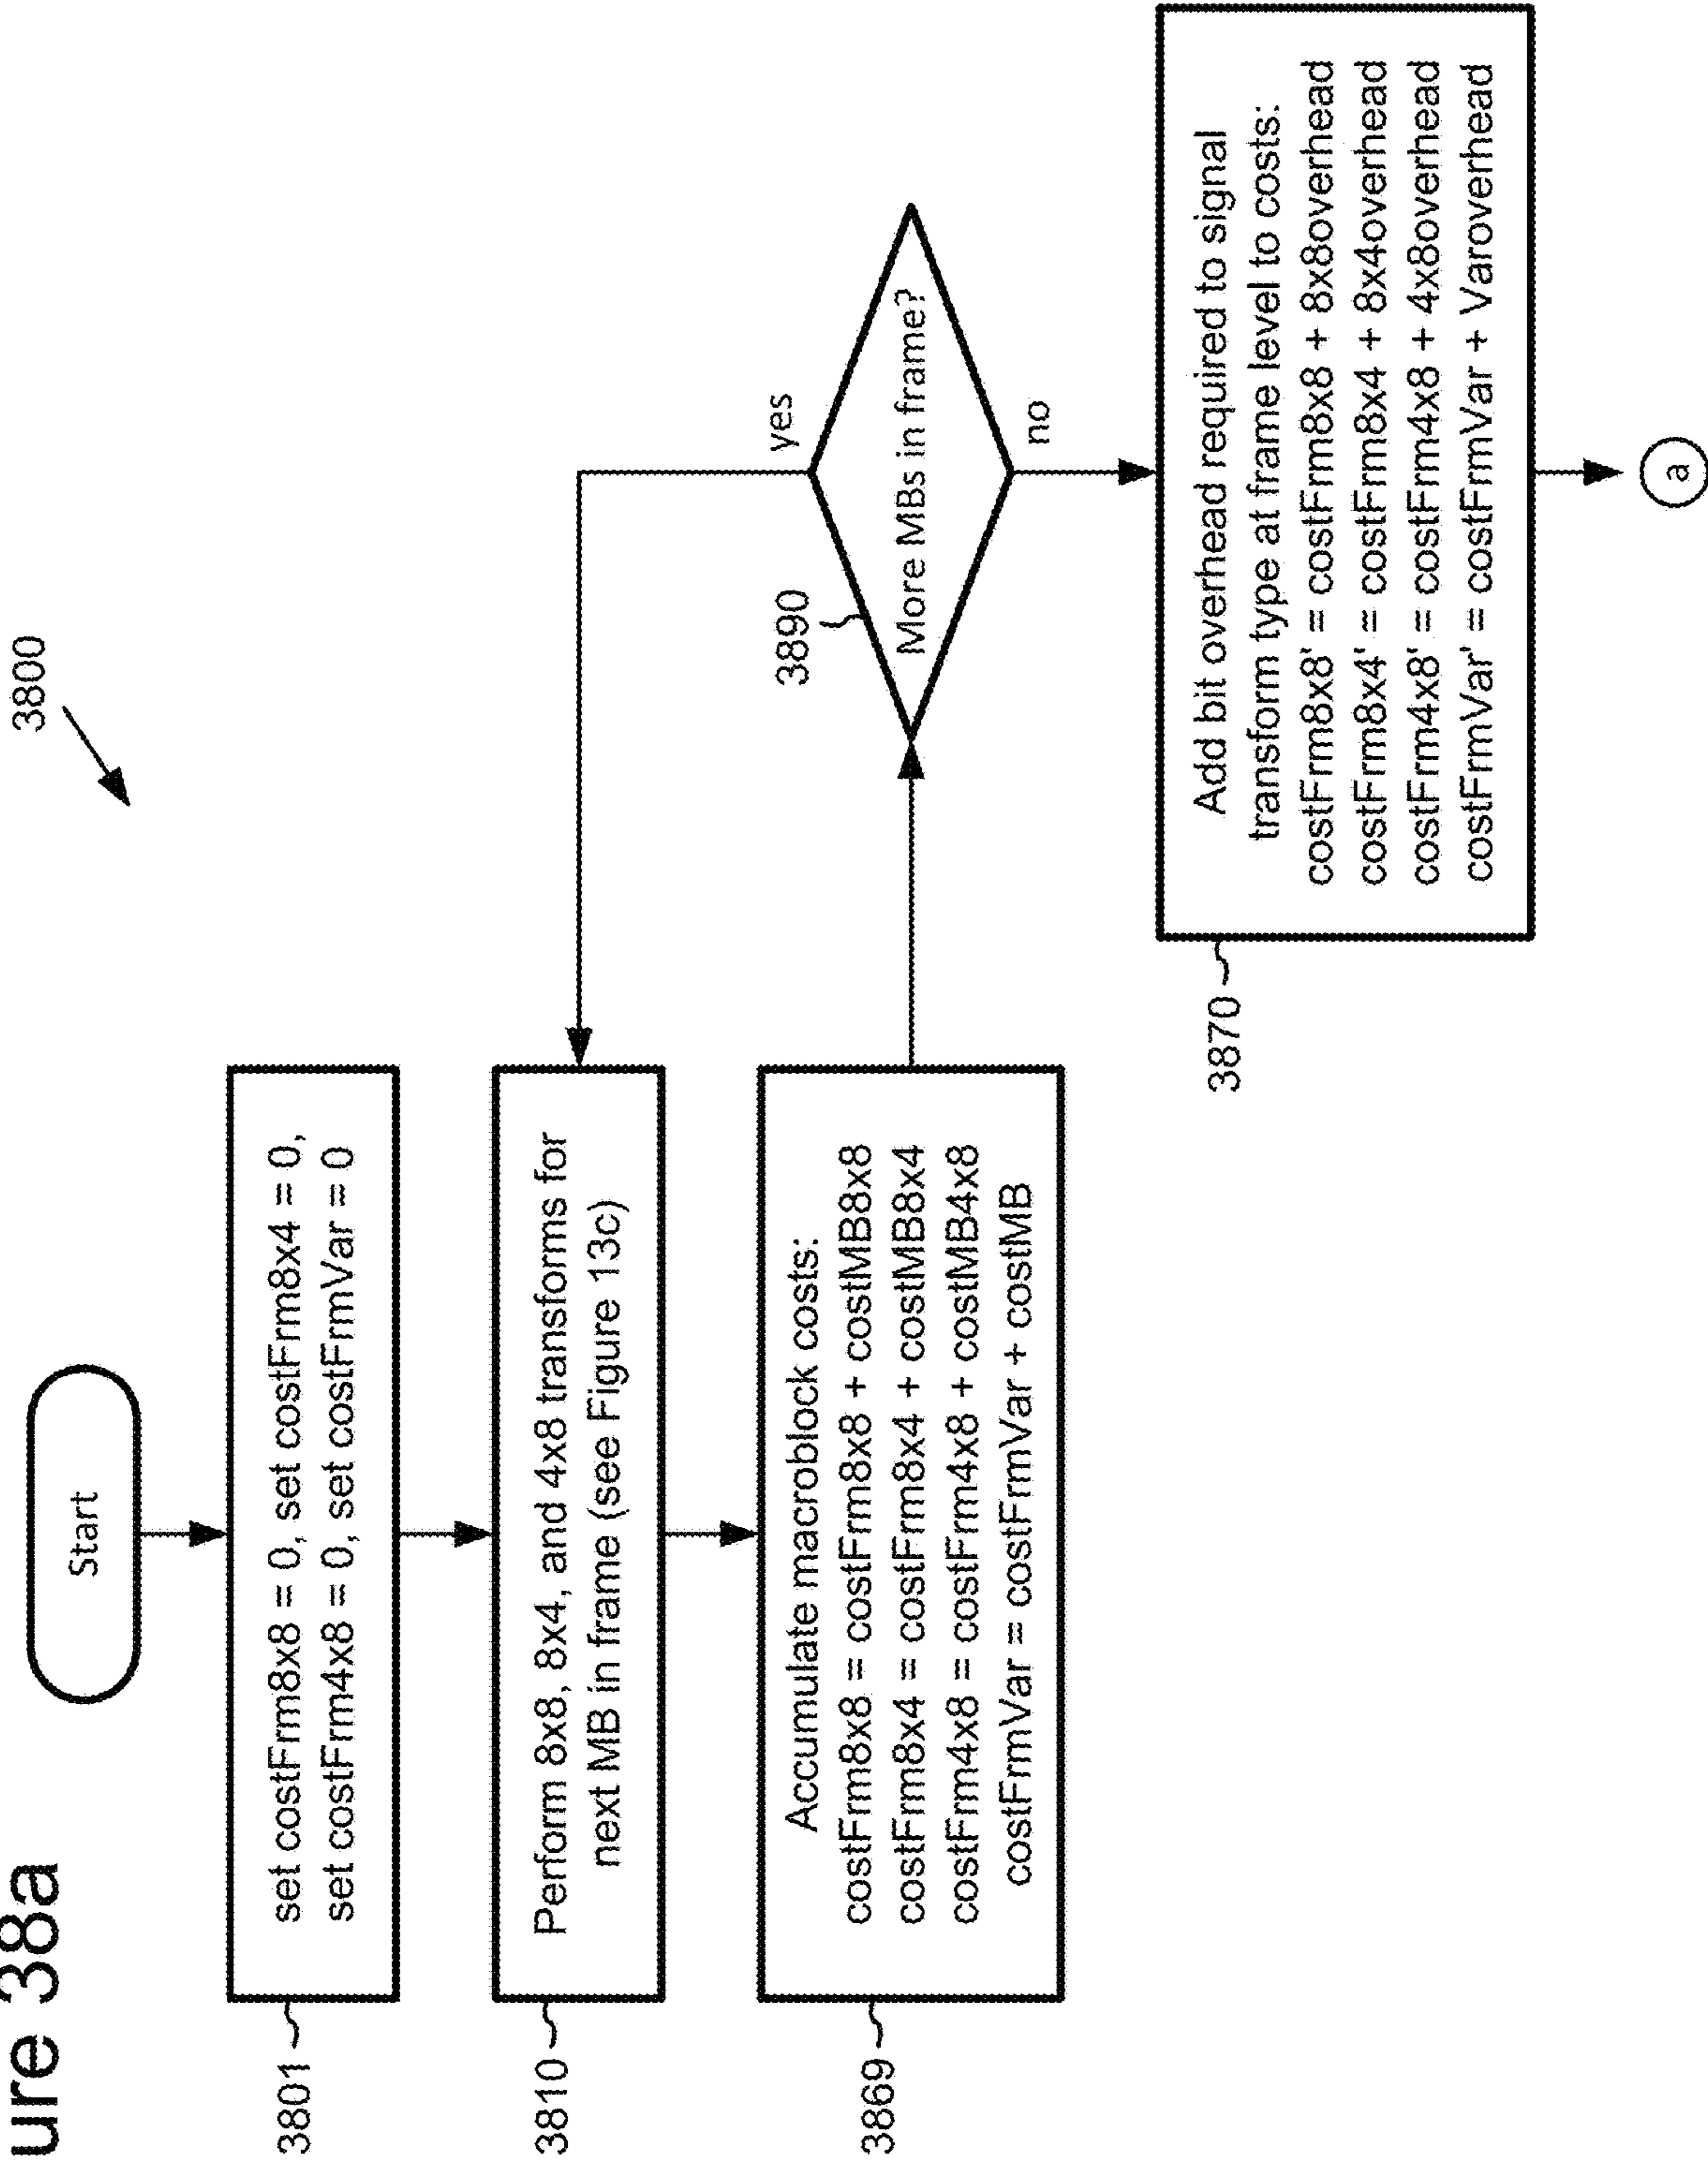 ure 38a
3800
Start
3801
set costFrm8x8 = 0, set costFrm8x4 = 0,
set costFrm4x8 = 0, set costFrmVar = 0
3810
Perform 8x8, 8x4, and 4x8 transforms for
next MB in frame (see Figure 13c)
3869
Accumulate macroblock costs:
costFrm8x8 = costFrm8x8 + costMB8x8
costFrm8x4 = costFrm8x4 + costMB8x4
costFrm4x8 = costFrm4x8 + costMB4x8
costFrmVar = costFrmVar + costMB
3890
More MBs in frame?
yes
no
3870
Add bit overhead required to signal
transform type at frame level to costs:
costFrm8x8' = costFrm8x8 + 8x8overhead
costFrm8x4' = costFrm8x4 + 8x4overhead
costFrm4x8' = costFrm4x8 + 4x8overhead
costFrmVar' = costFrmVar + Varoverhead
a